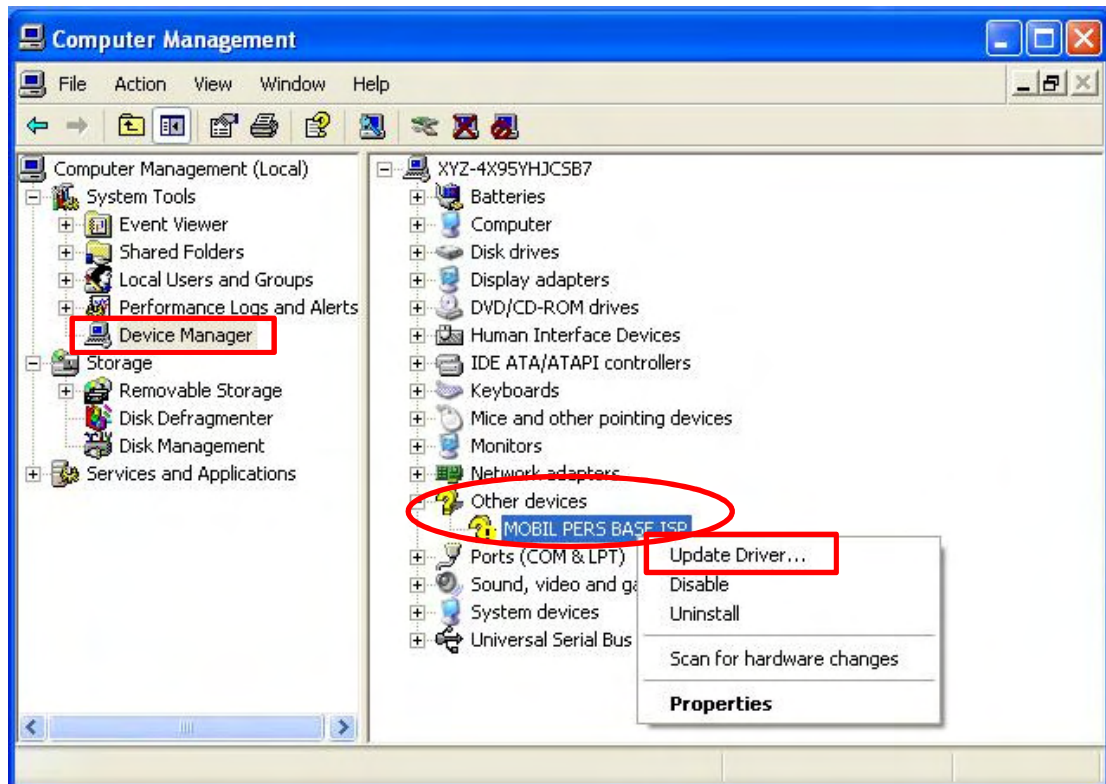 Computer Management
File Action View Window Help
Computer Management (Local)
System Tools
Event Viewer
Shared Folders
Local Users and Groups
Performance Logs and Alerts
Device Manager
Storage
Removable Storage
Disk Defragmenter
Disk Management
Services and Applications
XYZ-4X95YHJCSB7
Batteries
Computer
Disk drives
Display adapters
DVD/CD-ROM drives
Human Interface Devices
IDE ATA/ATAPI controllers
Keyboards
Mice and other pointing devices
Monitors
Network adapters
Other devices
MOBIL PERS BASE ISP
Ports (COM & LPT)
Sound, video and ga
System devices
Universal Serial Bus
Update Driver...
Disable
Uninstall
Scan for hardware changes
Properties